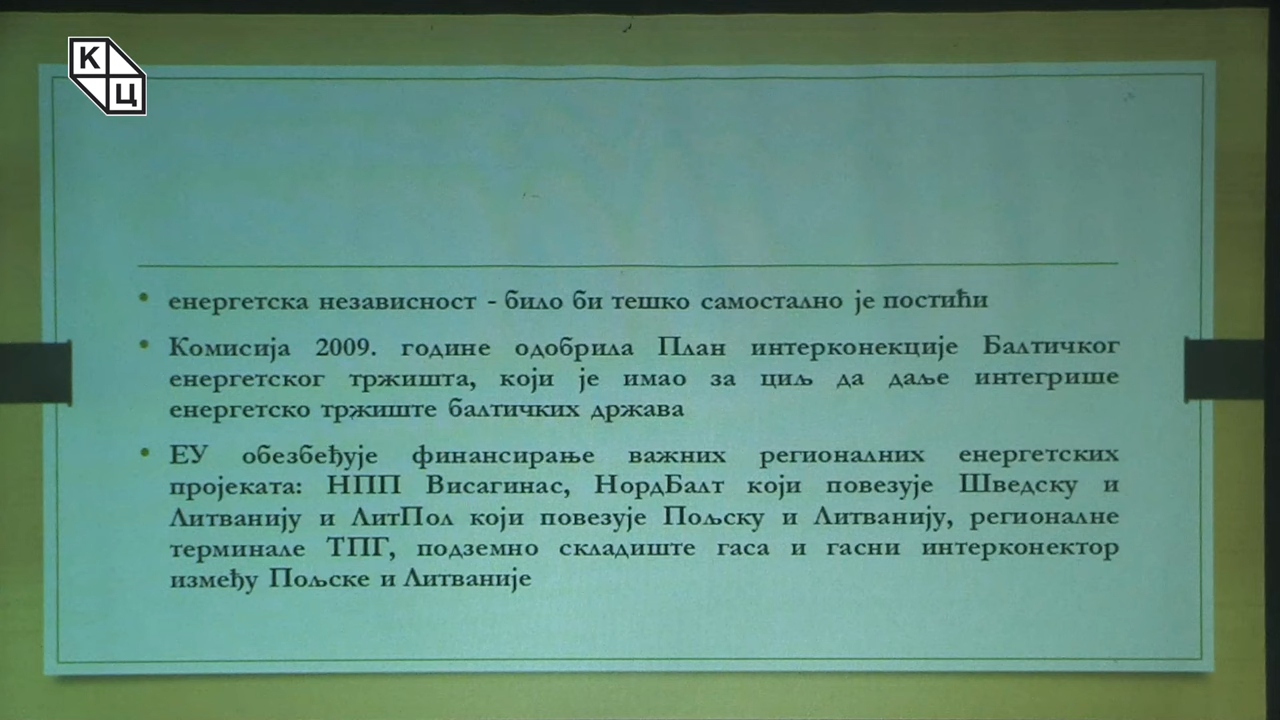 К
Ц
• енергетска независност - било би тешко самостално је постићи
• Комисија 2009. године одобрила План интерконекције Балтичког
енергетског тржишта, који је имао за циљ да даље интегрише
енергетско тржиште балтичких држава
• ЕУ обезбеђује финансирање важних регионалних енергетских
пројеката: НПП Висагинас, НордБалт који повезује Шведску и
Литванију и ЛитПол који повезује Пољску и Литванију, регионалне
терминале ТПГ, подземно складиште гаса и гасни интерконектор
између Пољске и Литваније